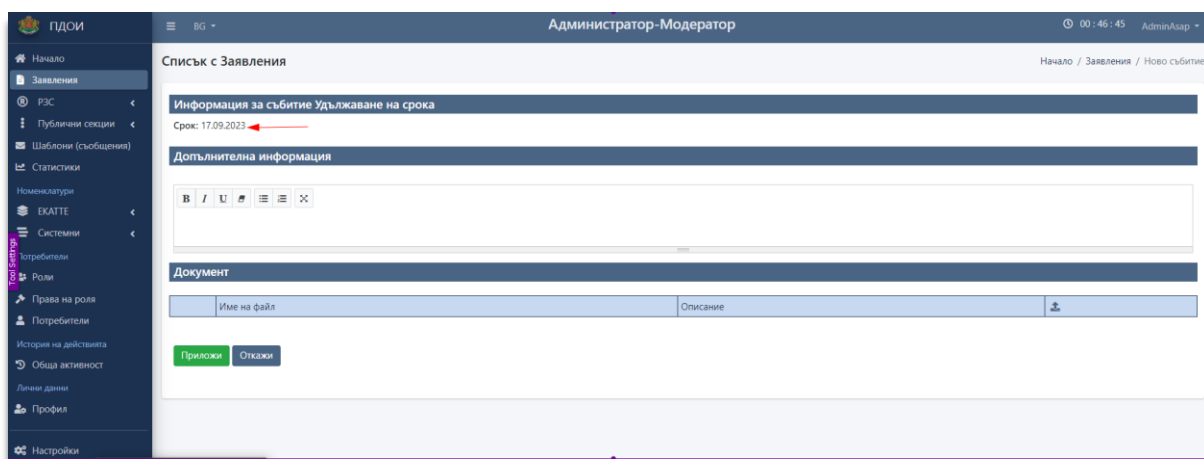 ПДОИ
BG
Администратор-Модератор
00 : 46 : 45
AdminAsap
Начало
Заявления
РЗС
Публични секции
Шаблони (съобщения)
Статистики
Номенклатури
ЕКАТТЕ
Системни
Потребители
Роли
Права на роля
Потребители
История на действията
Обща активност
Лични данни
Профил
Настройки
Tool Settings
Списък с Заявления
Начало / Заявления / Ново събитие
Информация за събитие Удължаване на срока
Срок: 17.09.2023
Допълнителна информация
B I U
Документ
Име на файл
Описание
Приложи
Откажи